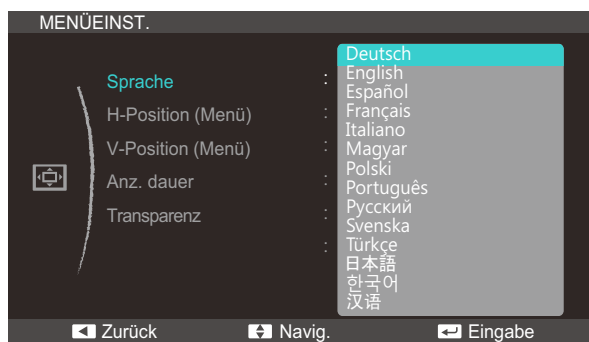 MENÜEINST.
Sprache :
H-Position (Menü) :
V-Position (Menü) :
Anz. dauer :
Transparenz :
:
Deutsch
English
Español
Français
Italiano
Magyar
Polski
Português
Русский
Svenska
Türkçe
日本語
한국어
汉语
Zurück Navig. Eingabe